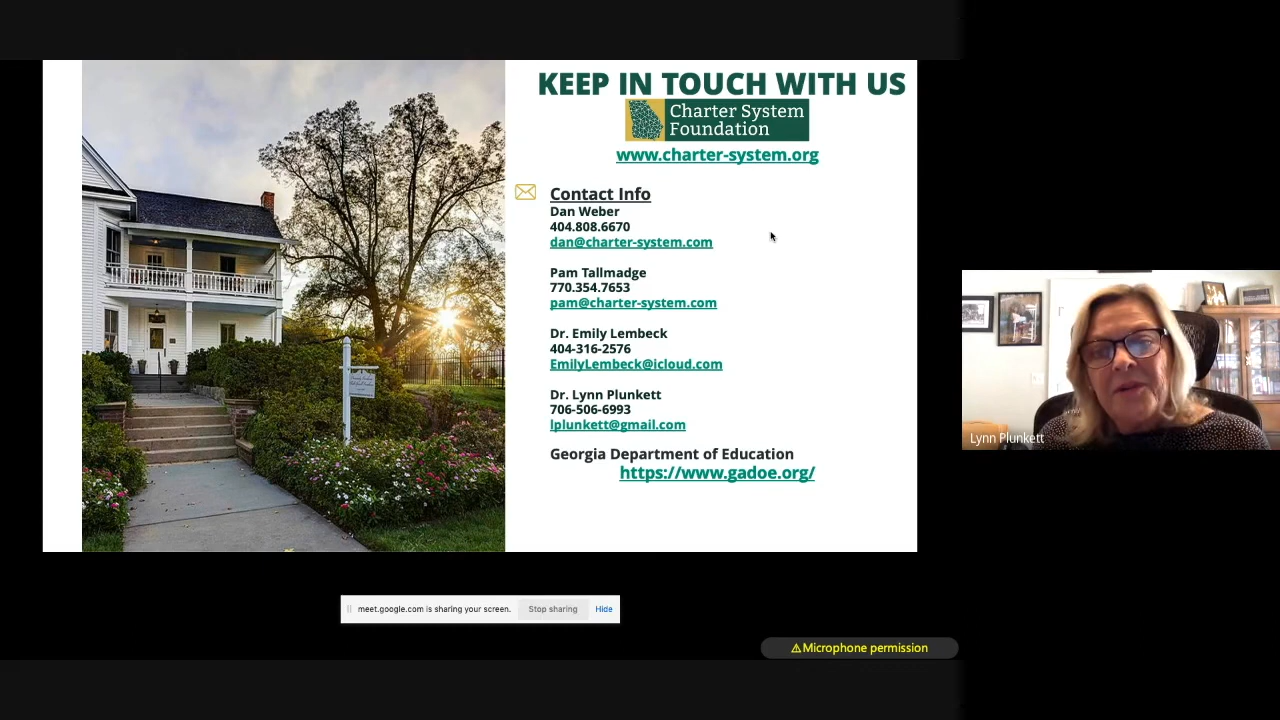 KEEP IN TOUCH WITH US
Charter System
Foundation
www.charter-system.org
Contact Info
Dan Weber
404.808.6670
dan@charter-system.com
Pam Tallmadge
770.354.7653
pam@charter-system.com
Dr. Emily Lembeck
404-316-2576
EmilyLembeck@icloud.com
Dr. Lynn Plunkett
706-506-6993
lplunkett@gmail.com
Georgia Department of Education
https://www.gadoe.org/
Lynn Plunkett
meet.google.com is sharing your screen. Stop sharing Hide
⚠Microphone permission